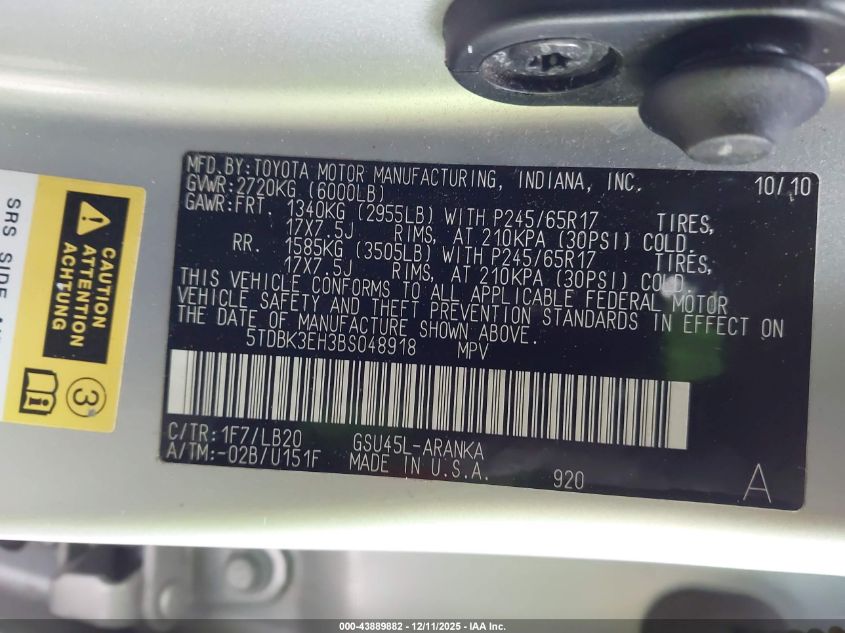 MFD.BY:TOYOTA MOTOR MANUFACTURING, INDIANA, INC. 10/10
GVWR:2720KG (6000LB)
GAWR:FRT. 1340KG (2955LB) WITH P245/65R17 TIRES,
17X7.5J RIMS, AT 210KPA (30PSI) COLD.
RR. 1585KG (3505LB) WITH P245/65R17 TIRES,
17X7.5J RIMS, AT 210KPA (30PSI) COLD.
THIS VEHICLE CONFORMS TO ALL APPLICABLE FEDERAL MOTOR
VEHICLE SAFETY AND THEFT PREVENTION STANDARDS IN EFFECT ON
THE DATE OF MANUFACTURE SHOWN ABOVE.
5TDBK3EH3BS048918 MPV
C/TR:1F7/LB20 GSU45L-ARANKA
A/TM:-02B/U151F MADE IN U.S.A. 920
A
CAUTION
ATTENTION
ACHTUNG
3
SRS SIDE
000-43889882 - 12/11/2025 - IAA Inc.